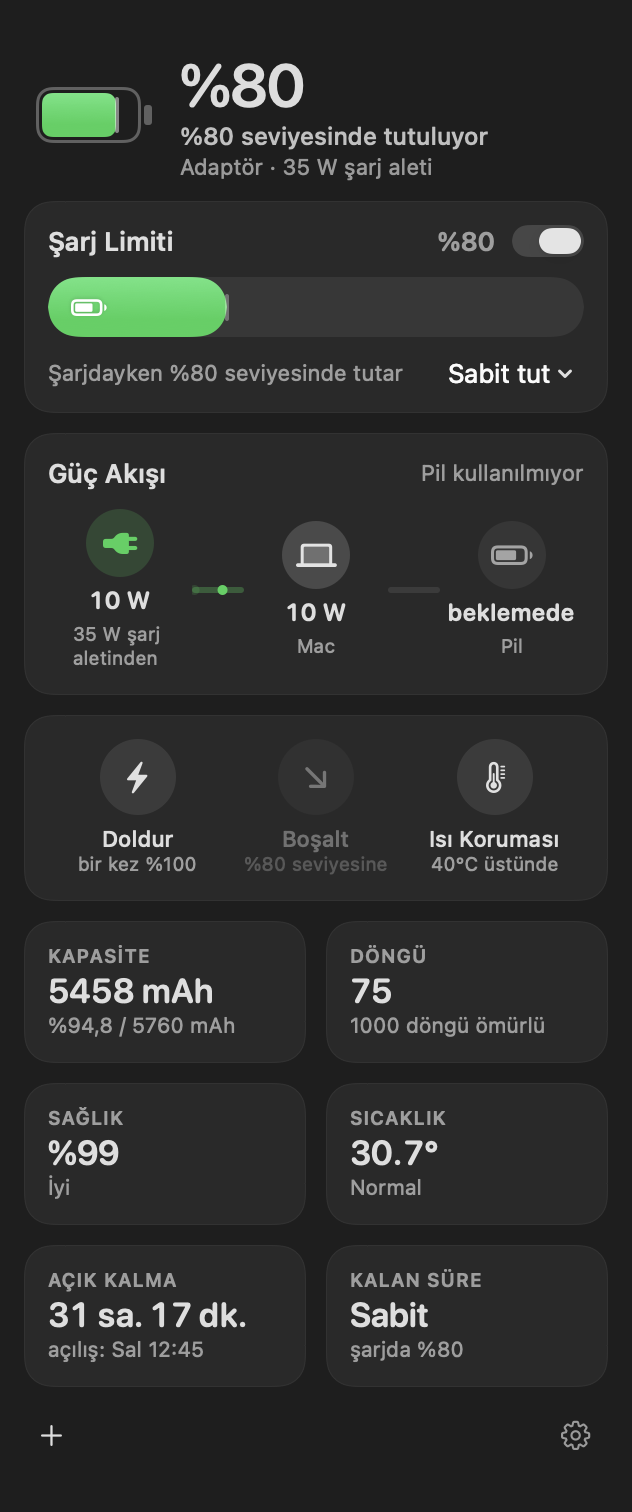 %80
%80 seviyesinde tutuluyor
Adaptör · 35 W şarj aleti
Şarj Limiti
%80
Şarjdayken %80 seviyesinde tutar
Sabit tut
Güç Akışı
Pil kullanılmıyor
10 W
35 W şarj
aletinden
10 W
Mac
beklemede
Pil
Doldur
bir kez %100
Boşalt
%80 seviyesine
Isı Koruması
40°C üstünde
KAPASİTE
5458 mAh
%94,8 / 5760 mAh
DÖNGÜ
75
1000 döngü ömürlü
SAĞLIK
%99
İyi
SICAKLIK
30.7°
Normal
AÇIK KALMA
31 sa. 17 dk.
açılış: Sal 12:45
KALAN SÜRE
Sabit
şarjda %80